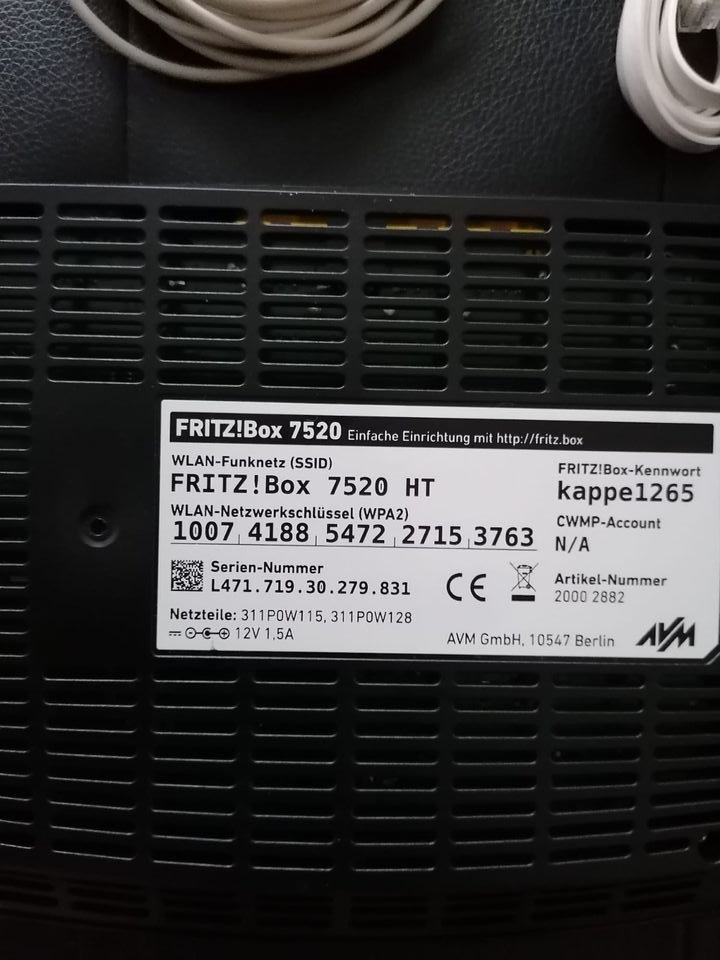 FRITZ!Box 7520 Einfache Einrichtung mit http://fritz.box
WLAN-Funknetz (SSID)
FRITZ!Box 7520 HT
WLAN-Netzwerkschlüssel (WPA2)
1007 4188 5472 2715 3763
FRITZ!Box-Kennwort
kappe1265
CWMP-Account
N/A
Serien-Nummer
L471.719.30.279.831
CE
Artikel-Nummer
2000 2882
Netzteile: 311P0W115, 311P0W128
12V 1,5A
AVM GmbH, 10547 Berlin
AVM